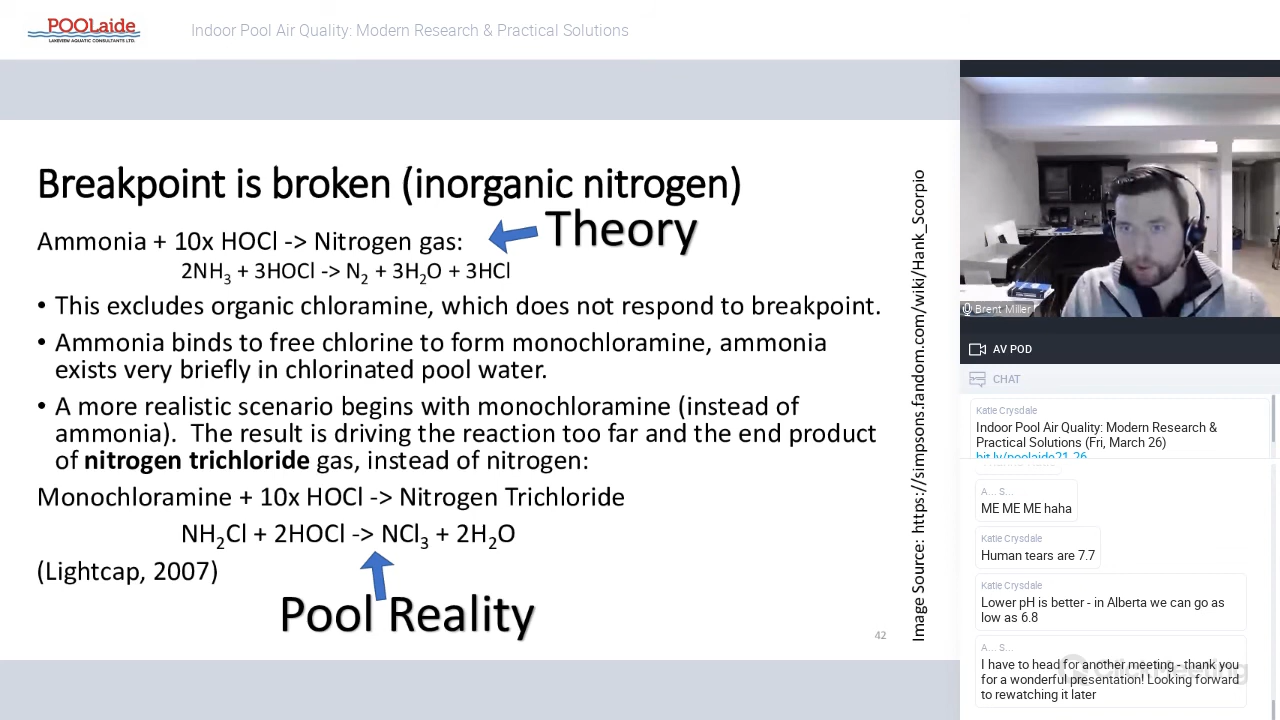 POOLaide
LAKEVIEW AQUATIC CONSULTANTS LTD.
Indoor Pool Air Quality: Modern Research & Practical Solutions
Breakpoint is broken (inorganic nitrogen)
Theory
Ammonia + 10x HOCl -> Nitrogen gas:
2NH3 + 3HOCl -> N2 + 3H2O + 3HCl
• This excludes organic chloramine, which does not respond to breakpoint.
• Ammonia binds to free chlorine to form monochloramine, ammonia
exists very briefly in chlorinated pool water.
• A more realistic scenario begins with monochloramine (instead of
ammonia). The result is driving the reaction too far and the end product
of nitrogen trichloride gas, instead of nitrogen:
Monochloramine + 10x HOCl -> Nitrogen Trichloride
NH2Cl + 2HOCl -> NCl3 + 2H2O
(Lightcap, 2007)
Pool Reality
42
Image Source: https://simpsons.fandom.com/wiki/Hank_Scorpio
Brent Miller
AV POD
CHAT
Katie Crysdale
Indoor Pool Air Quality: Modern Research &
Practical Solutions (Fri, March 26)
bit.ly/poolaide21-26
A... S...
ME ME ME haha
Katie Crysdale
Human tears are 7.7
Katie Crysdale
Lower pH is better - in Alberta we can go as
low as 6.8
A... S...
I have to head for another meeting - thank you
for a wonderful presentation! Looking forward
to rewatching it later